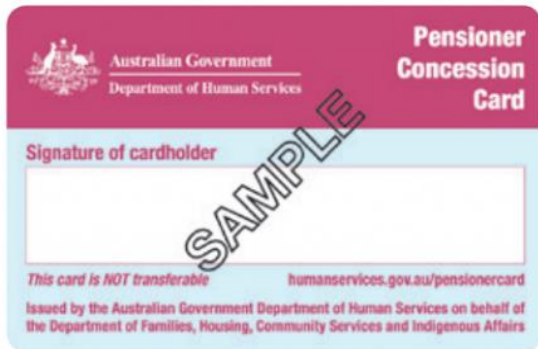 Australian Government
Department of Human Services
Pensioner
Concession
Card
Signature of cardholder
SAMPLE
This card is NOT transferable
humanservices.gov.au/pensionercard
Issued by the Australian Government Department of Human Services on behalf of
the Department of Families, Housing, Community Services and Indigenous Affairs